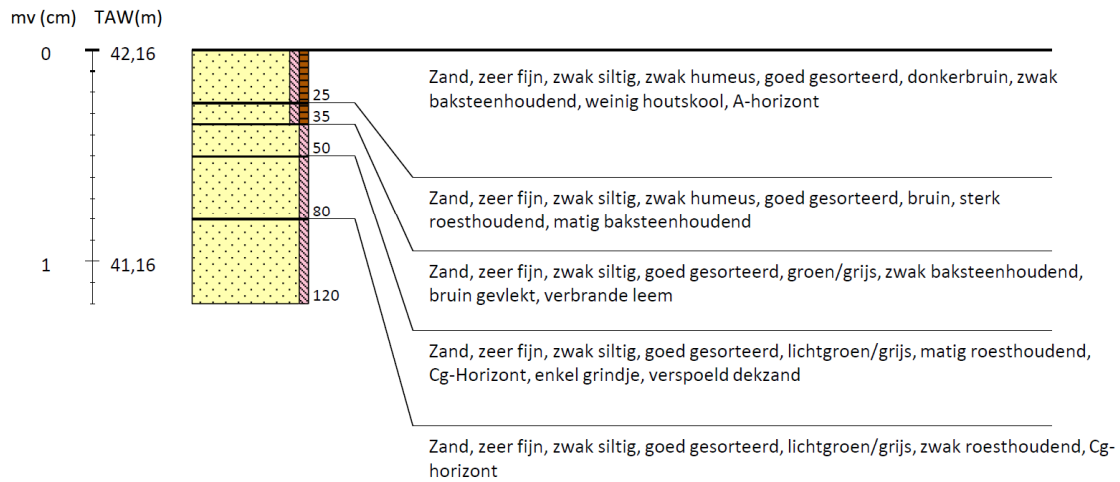 mv (cm) TAW(m)
0 42,16
Zand, zeer fijn, zwak siltig, zwak humeus, goed gesorteerd, donkerbruin, zwak
baksteenhoudend, weinig houtskool, A-horizont
25
35
50
Zand, zeer fijn, zwak siltig, zwak humeus, goed gesorteerd, bruin, sterk
roesthoudend, matig baksteenhoudend
80
1 41,16
Zand, zeer fijn, zwak siltig, goed gesorteerd, groen/grijs, zwak baksteenhoudend,
bruin gevlekt, verbrande leem
120
Zand, zeer fijn, zwak siltig, goed gesorteerd, lichtgroen/grijs, matig roesthoudend,
Cg-Horizont, enkel grindje, verspoeld dekzand
Zand, zeer fijn, zwak siltig, goed gesorteerd, lichtgroen/grijs, zwak roesthoudend, Cg-
horizont